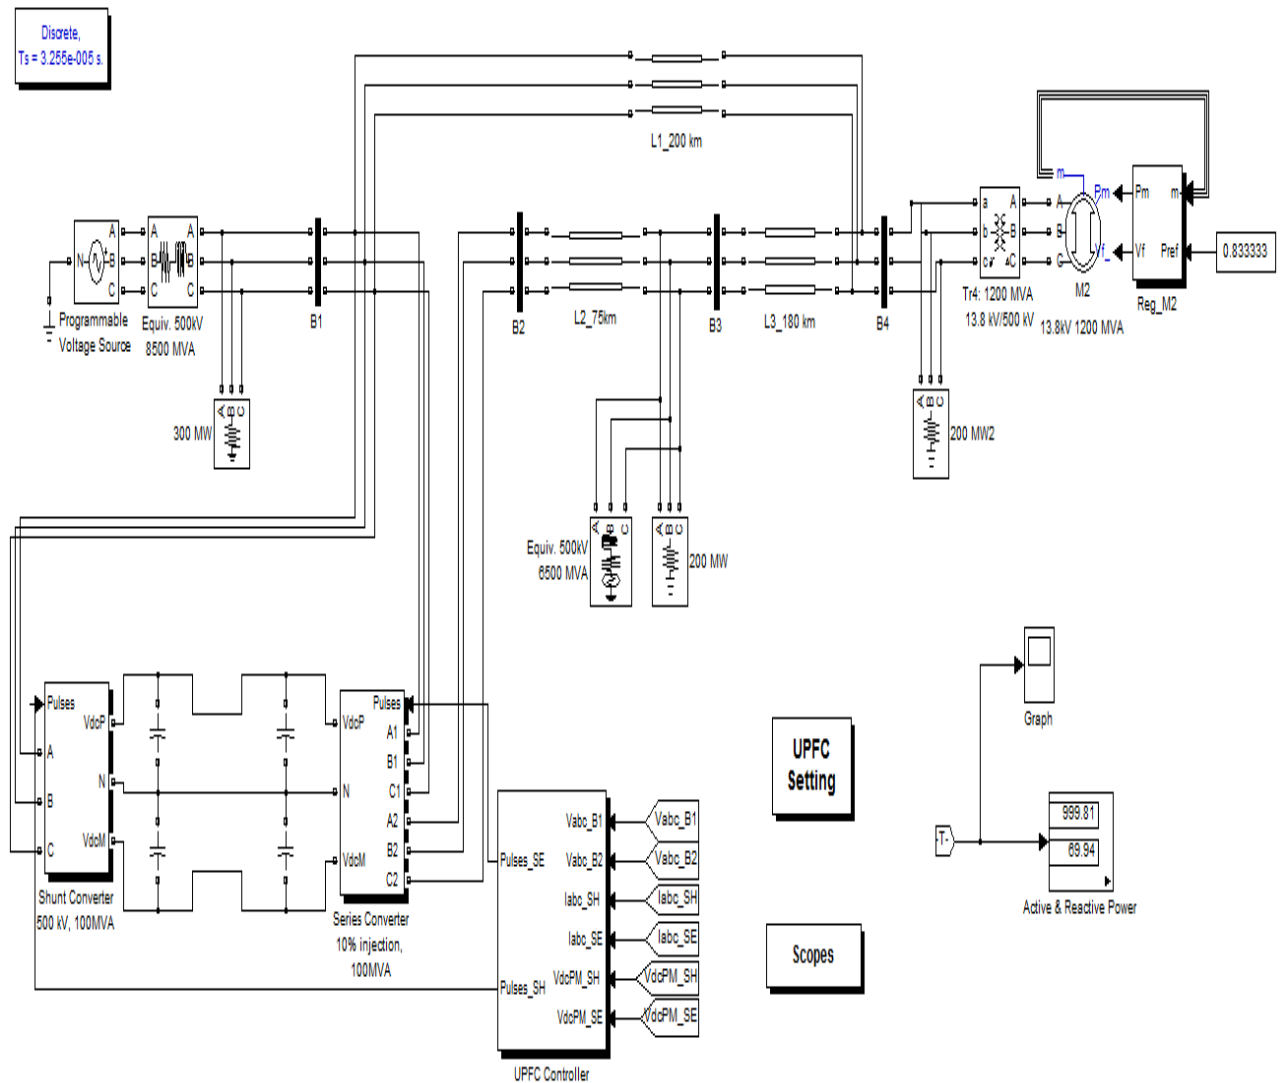 Discrete,
Ts = 3.255e-005 s.
L1_200 km
m
Pm
Vf_
A
B
C
M2
13.8kV 1200 MVA
Pm
m
Vf
Pref
Reg_M2
0.833333
a
b
c
A
B
C
Tr4: 1200 MVA
13.8 kV/500 kV
N
A
B
C
Programmable
Voltage Source
A
B
C
A
B
C
Equiv. 500kV
8500 MVA
B1
B2
L2_75km
B3
L3_180 km
B4
A
B
C
300 MW
A
B
C
200 MW2
A
B
C
Equiv. 500kV
6500 MVA
A
B
C
200 MW
Graph
Pulses
A
B
C
VdcP
N
VdcM
Shunt Converter
500 kV, 100MVA
VdcP
N
VdcM
Pulses
A1
B1
C1
A2
B2
C2
Series Converter
10% injection,
100MVA
Pulses_SE
Pulses_SH
Vabc_B1
Vabc_B2
Iabc_SH
Iabc_SE
VdcPM_SH
VdcPM_SE
UPFC Controller
Vabc_B1
Vabc_B2
Iabc_SH
Iabc_SE
VdcPM_SH
VdcPM_SE
UPFC
Setting
Scopes
-T-
999.81
69.94
Active & Reactive Power